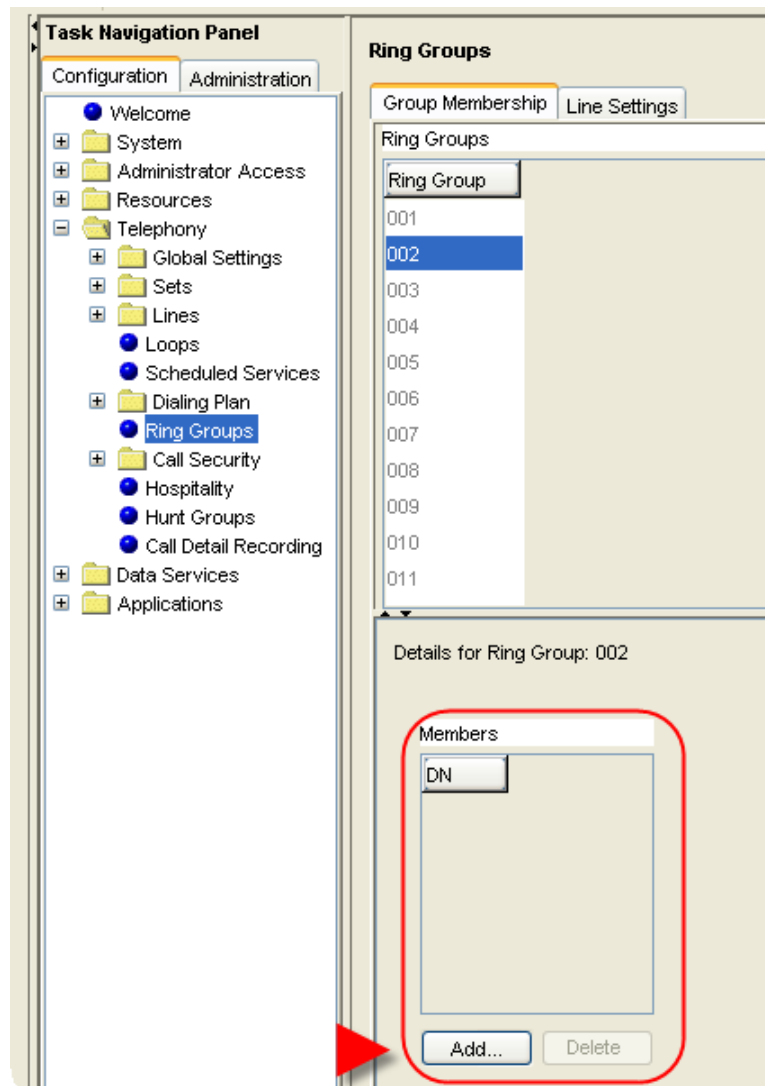 Task Navigation Panel
Configuration
Administration
Welcome
System
Administrator Access
Resources
Telephony
Global Settings
Sets
Lines
Loops
Scheduled Services
Dialing Plan
Ring Groups
Call Security
Hospitality
Hunt Groups
Call Detail Recording
Data Services
Applications
Ring Groups
Group Membership
Line Settings
Ring Groups
Ring Group
001
002
003
004
005
006
007
008
009
010
011
Details for Ring Group: 002
Members
DN
Add...
Delete